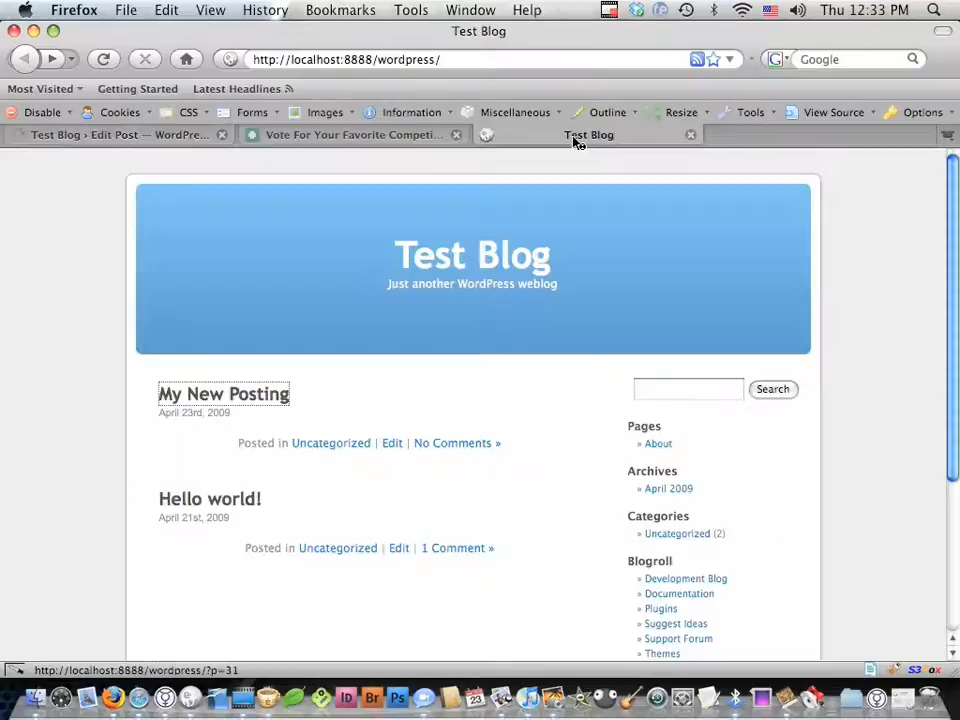 Firefox File Edit View History Bookmarks Tools Window Help Thu 12:33 PM
Test Blog
http://localhost:8888/wordpress/ Google
Most Visited Getting Started Latest Headlines
Disable Cookies CSS Forms Images Information Miscellaneous Outline Resize Tools View Source Options
Test Blog › Edit Post — WordPre... Vote For Your Favorite Competi... Test Blog
Test Blog
Just another WordPress weblog
My New Posting
April 23rd, 2009
Posted in Uncategorized | Edit | No Comments »
Hello world!
April 21st, 2009
Posted in Uncategorized | Edit | 1 Comment »
Search
Pages
» About
Archives
» April 2009
Categories
» Uncategorized (2)
Blogroll
» Development Blog
» Documentation
» Plugins
» Suggest Ideas
» Support Forum
» Themes
http://localhost:8888/wordpress/?p=31 S3Fox
ID Br Ps 23